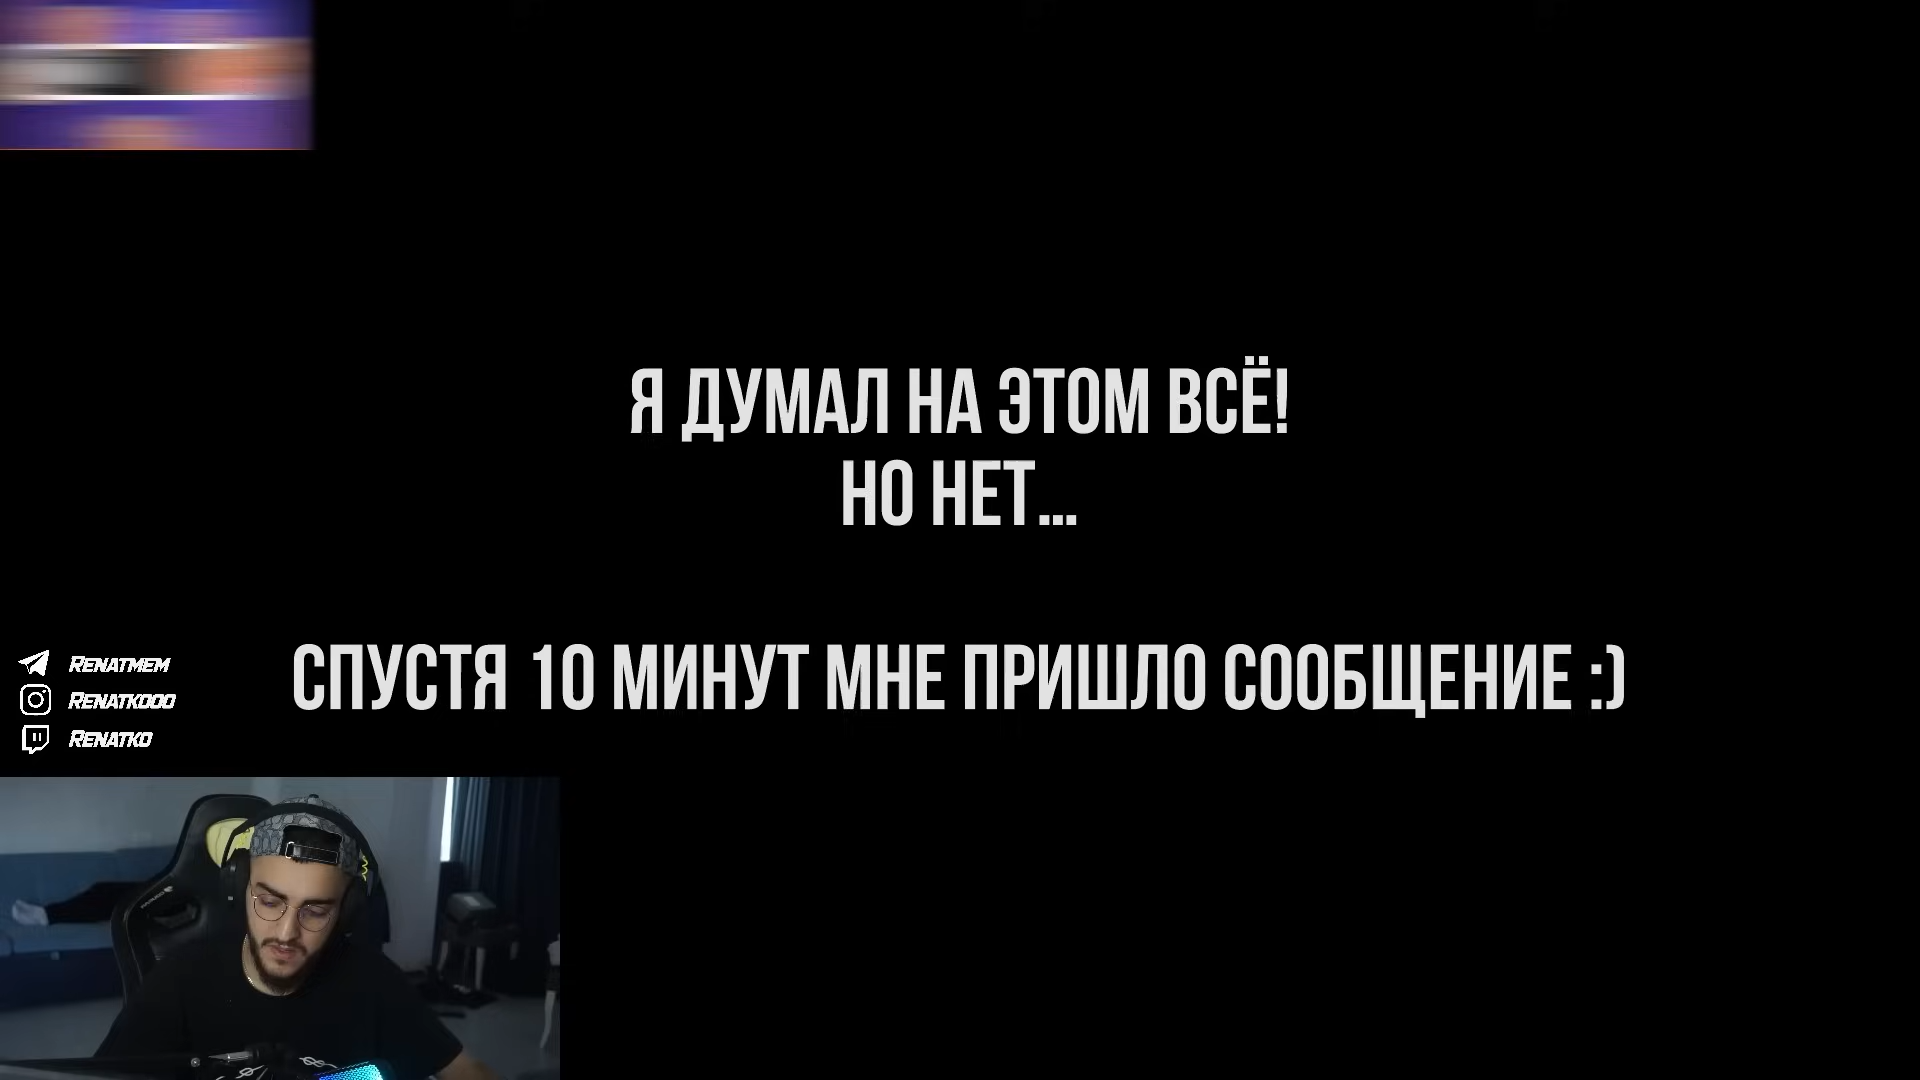 Я ДУМАЛ НА ЭТОМ ВСЁ!
НО НЕТ...
СПУСТЯ 10 МИНУТ МНЕ ПРИШЛО СООБЩЕНИЕ :)
RENATMEM
RENATKOOO
RENATKO